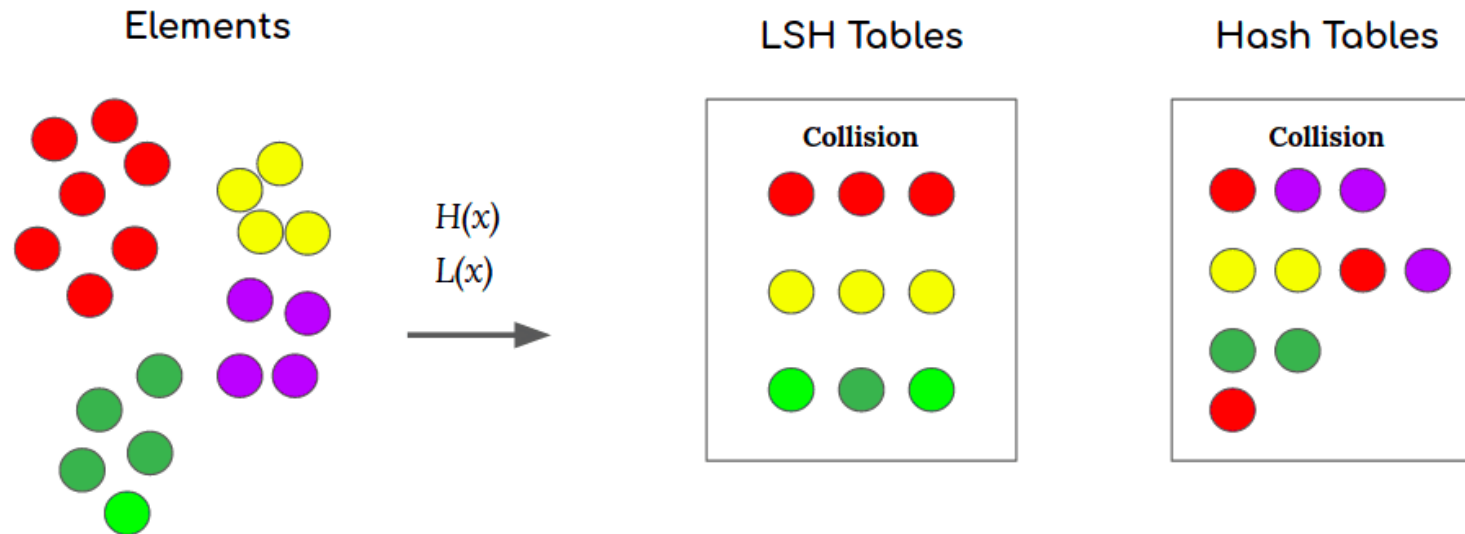 Elements
LSH Tables
Hash Tables
Collision
Collision
H(x)
L(x)